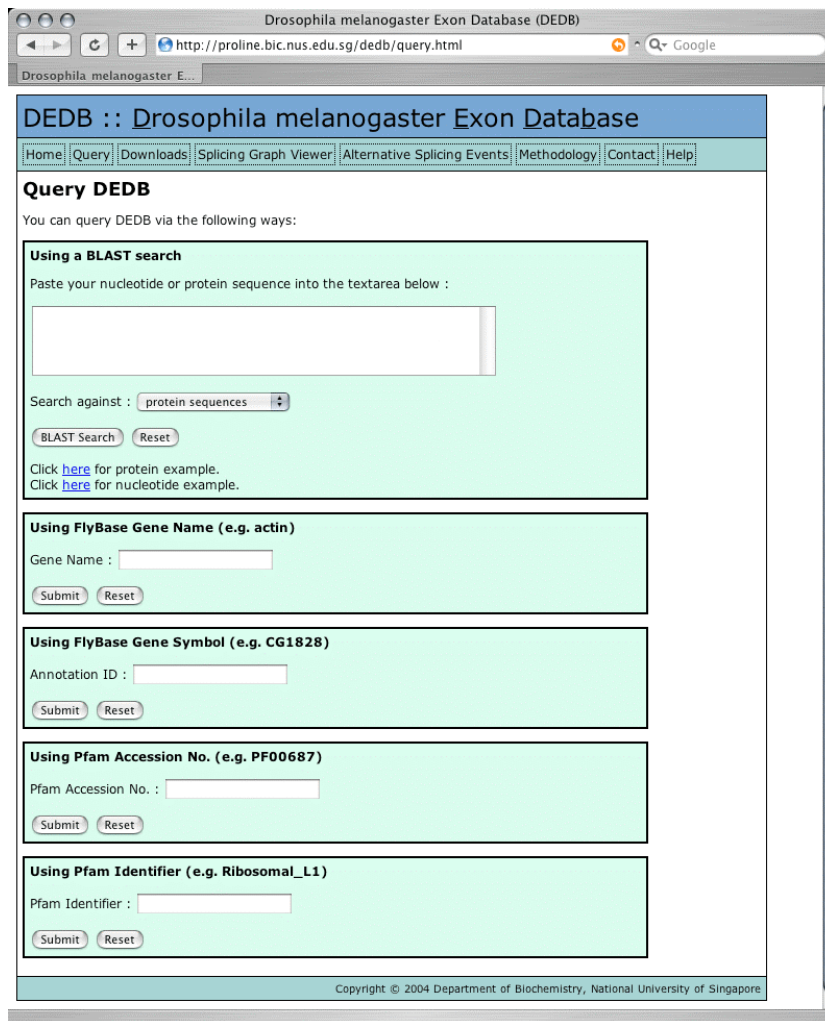 Drosophila melanogaster Exon Database (DEDB)
http://proline.bic.nus.edu.sg/dedb/query.html
Google
Drosophila melanogaster E...
DEDB :: Drosophila melanogaster Exon Database
Home Query Downloads Splicing Graph Viewer Alternative Splicing Events Methodology Contact Help
Query DEDB
You can query DEDB via the following ways:
Using a BLAST search
Paste your nucleotide or protein sequence into the textarea below :
Search against : protein sequences
BLAST Search Reset
Click here for protein example.
Click here for nucleotide example.
Using FlyBase Gene Name (e.g. actin)
Gene Name :
Submit Reset
Using FlyBase Gene Symbol (e.g. CG1828)
Annotation ID :
Submit Reset
Using Pfam Accession No. (e.g. PF00687)
Pfam Accession No. :
Submit Reset
Using Pfam Identifier (e.g. Ribosomal_L1)
Pfam Identifier :
Submit Reset
Copyright © 2004 Department of Biochemistry, National University of Singapore